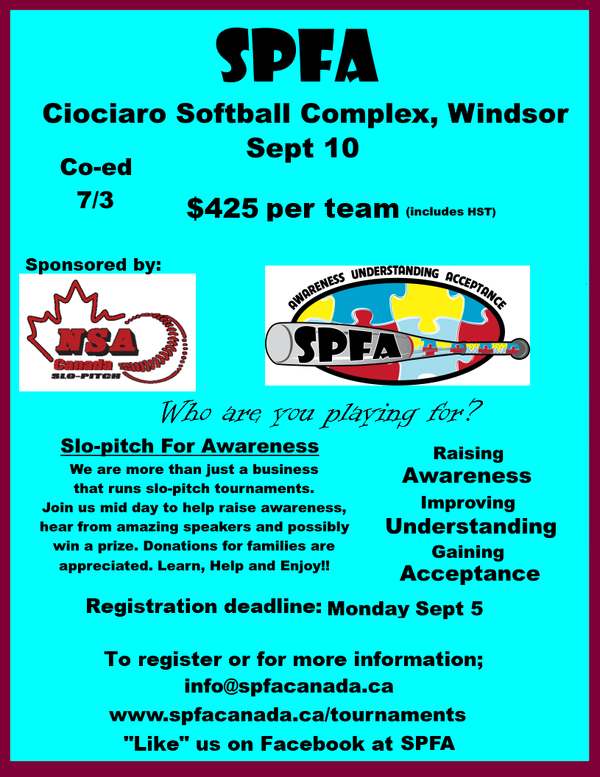 SPFA
Ciociaro Softball Complex, Windsor
Sept 10
Co-ed
7/3
$425 per team (includes HST)
Sponsored by:
NSA
Canada
SLO-PITCH
AWARENESS UNDERSTANDING ACCEPTANCE
SPFA
Who are you playing for?
Slo-pitch For Awareness
We are more than just a business
that runs slo-pitch tournaments.
Join us mid day to help raise awareness,
hear from amazing speakers and possibly
win a prize. Donations for families are
appreciated. Learn, Help and Enjoy!!
Raising
Awareness
Improving
Understanding
Gaining
Acceptance
Registration deadline: Monday Sept 5
To register or for more information;
info@spfacanada.ca
www.spfacanada.ca/tournaments
"Like" us on Facebook at SPFA